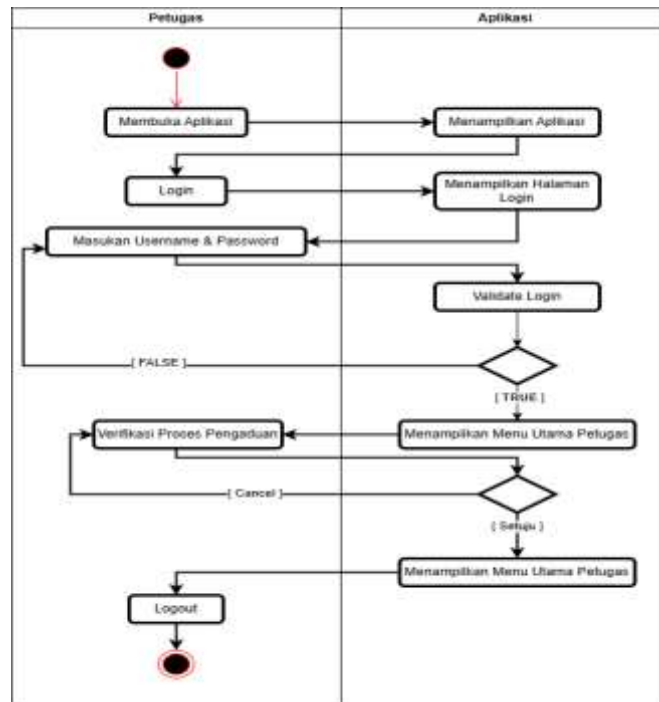 Petugas
Aplikasi
Membuka Aplikasi
Menampilkan Aplikasi
Login
Menampilkan Halaman
Login
Masukan Username & Password
Validate Login
[ FALSE ]
[ TRUE ]
Verifikasi Proses Pengaduan
Menampilkan Menu Utama Petugas
[ Cancel ]
[ Setuju ]
Menampilkan Menu Utama Petugas
Logout